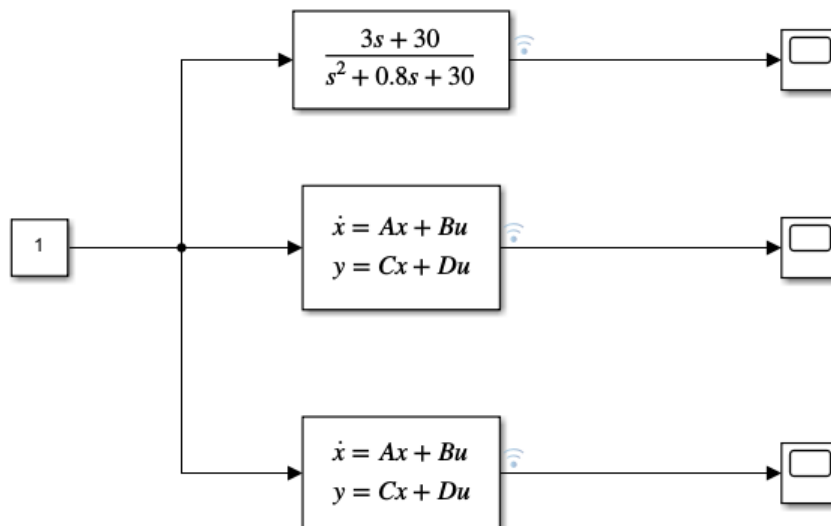 3s + 30
s² + 0.8s + 30
1
ẋ = Ax + Bu
y = Cx + Du
ẋ = Ax + Bu
y = Cx + Du